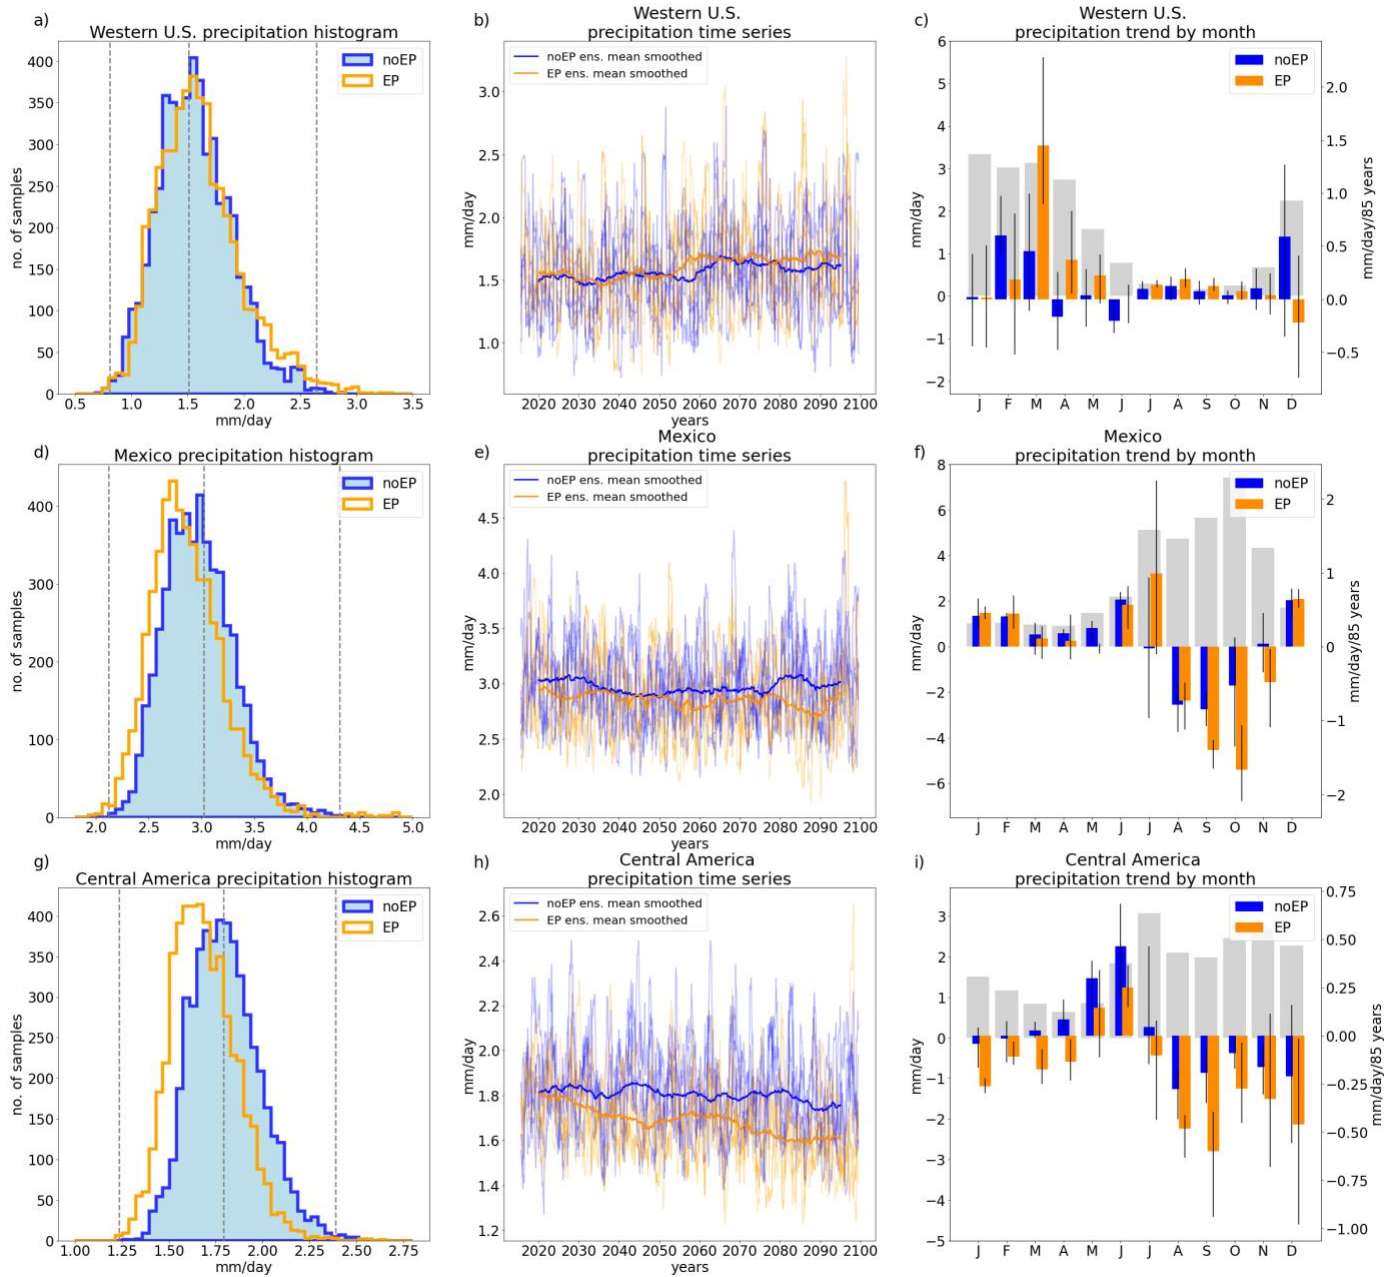 a)
Western U.S. precipitation histogram
no. of samples
400
350
300
250
200
150
100
50
0
noEP
EP
0.5 1.0 1.5 2.0 2.5 3.0 3.5
mm/day
b)
Western U.S.
precipitation time series
mm/day
3.0
2.5
2.0
1.5
1.0
noEP ens. mean smoothed
EP ens. mean smoothed
2020 2030 2040 2050 2060 2070 2080 2090 2100
years
c)
Western U.S.
precipitation trend by month
mm/day
6
5
4
3
2
1
0
−1
−2
noEP
EP
2.0
1.5
1.0
0.5
0.0
−0.5
mm/day/85 years
J F M A M J J A S O N D
d)
Mexico precipitation histogram
no. of samples
400
300
200
100
0
noEP
EP
2.0 2.5 3.0 3.5 4.0 4.5 5.0
mm/day
e)
Mexico
precipitation time series
mm/day
4.5
4.0
3.5
3.0
2.5
2.0
noEP ens. mean smoothed
EP ens. mean smoothed
2020 2030 2040 2050 2060 2070 2080 2090 2100
years
f)
Mexico
precipitation trend by month
mm/day
8
6
4
2
0
−2
−4
−6
noEP
EP
2
1
0
−1
−2
mm/day/85 years
J F M A M J J A S O N D
g)
Central America precipitation histogram
no. of samples
400
350
300
250
200
150
100
50
0
noEP
EP
1.00 1.25 1.50 1.75 2.00 2.25 2.50 2.75
mm/day
h)
Central America
precipitation time series
mm/day
2.6
2.4
2.2
2.0
1.8
1.6
1.4
1.2
noEP ens. mean smoothed
EP ens. mean smoothed
2020 2030 2040 2050 2060 2070 2080 2090 2100
years
i)
Central America
precipitation trend by month
mm/day
3
2
1
0
−1
−2
−3
−4
−5
noEP
EP
0.75
0.50
0.25
0.00
−0.25
−0.50
−0.75
−1.00
mm/day/85 years
J F M A M J J A S O N D